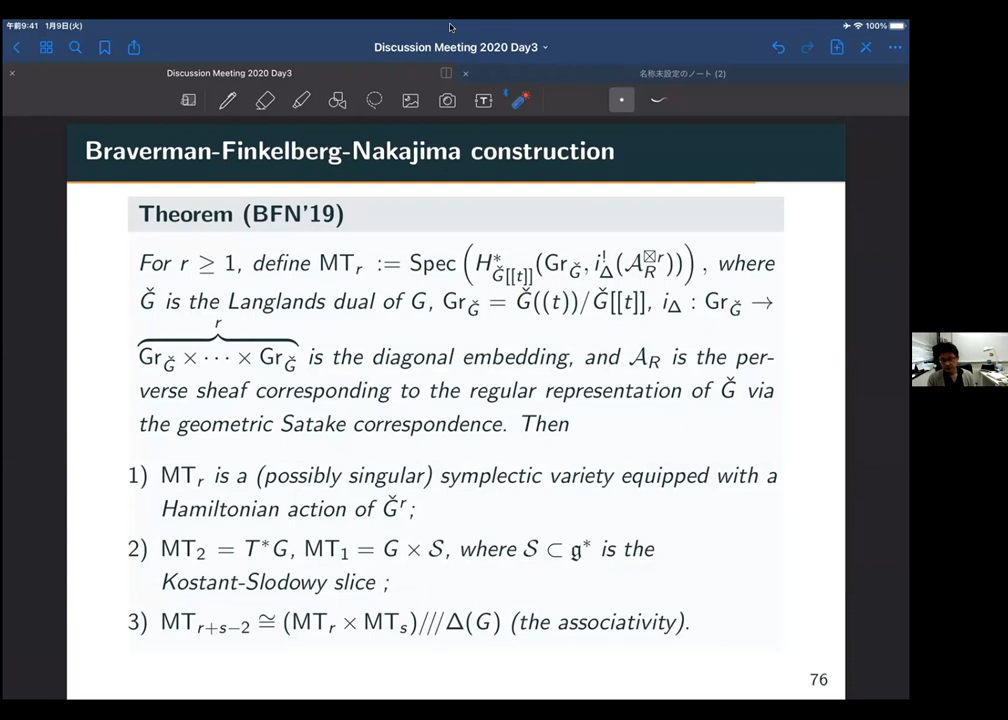 午前9:41 1月9日(火)
100%
Discussion Meeting 2020 Day3
Discussion Meeting 2020 Day3
名称未設定のノート (2)
Braverman-Finkelberg-Nakajima construction
Theorem (BFN'19)
For r ≥ 1, define MT_r := Spec ( H^*_{Ǧ[[t]]}(Gr_Ǧ, i^!_Δ(𝒜_R^{⊠r})) ), where
Ǧ is the Langlands dual of G, Gr_Ǧ = Ǧ((t))/Ǧ[[t]], i_Δ : Gr_Ǧ →
r
Gr_Ǧ × ⋯ × Gr_Ǧ is the diagonal embedding, and 𝒜_R is the per-
verse sheaf corresponding to the regular representation of Ǧ via
the geometric Satake correspondence. Then
1) MT_r is a (possibly singular) symplectic variety equipped with a
Hamiltonian action of Ǧ^r;
2) MT_2 = T*G, MT_1 = G × 𝒮, where 𝒮 ⊂ 𝔤* is the
Kostant-Slodowy slice ;
3) MT_{r+s−2} ≅ (MT_r × MT_s)///Δ(G) (the associativity).
76